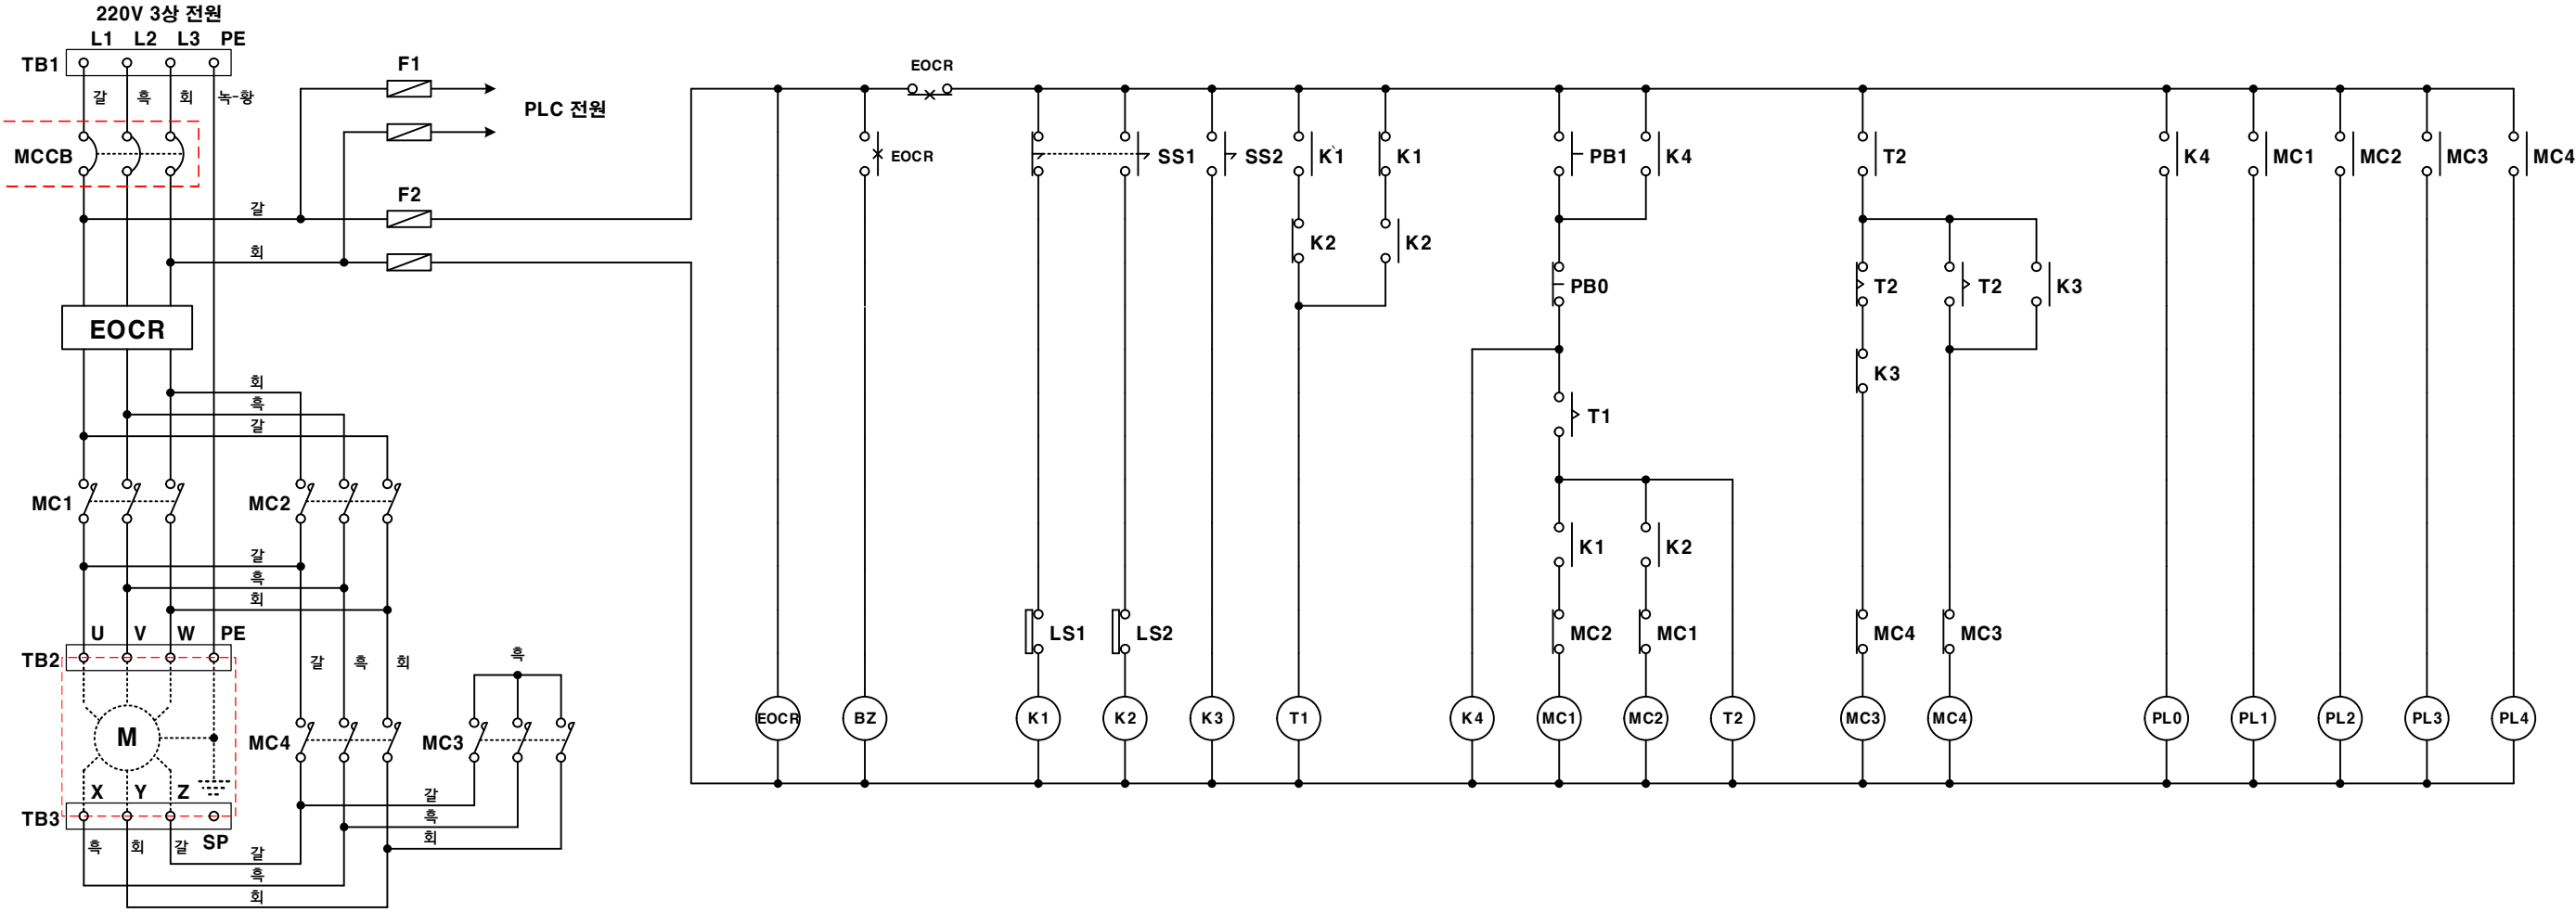 220V 3상 전원
L1 L2 L3 PE
TB1
갈 흑 회 녹-황
MCCB
F1
PLC 전원
갈
F2
회
EOCR
회
흑
갈
MC1
MC2
갈
흑
회
U V W PE
TB2
갈 흑 회
흑
M
MC4
MC3
X Y Z
TB3
SP
흑 회 갈
갈
흑
회
갈
흑
회
EOCR
EOCR
SS1
SS2
K`1
K1
PB1
K4
T2
K4
MC1
MC2
MC3
MC4
K2
K2
PB0
T2
T2
K3
K3
T1
K1
K2
LS1
LS2
MC2
MC1
MC4
MC3
EOCR
BZ
K1
K2
K3
T1
K4
MC1
MC2
T2
MC3
MC4
PL0
PL1
PL2
PL3
PL4